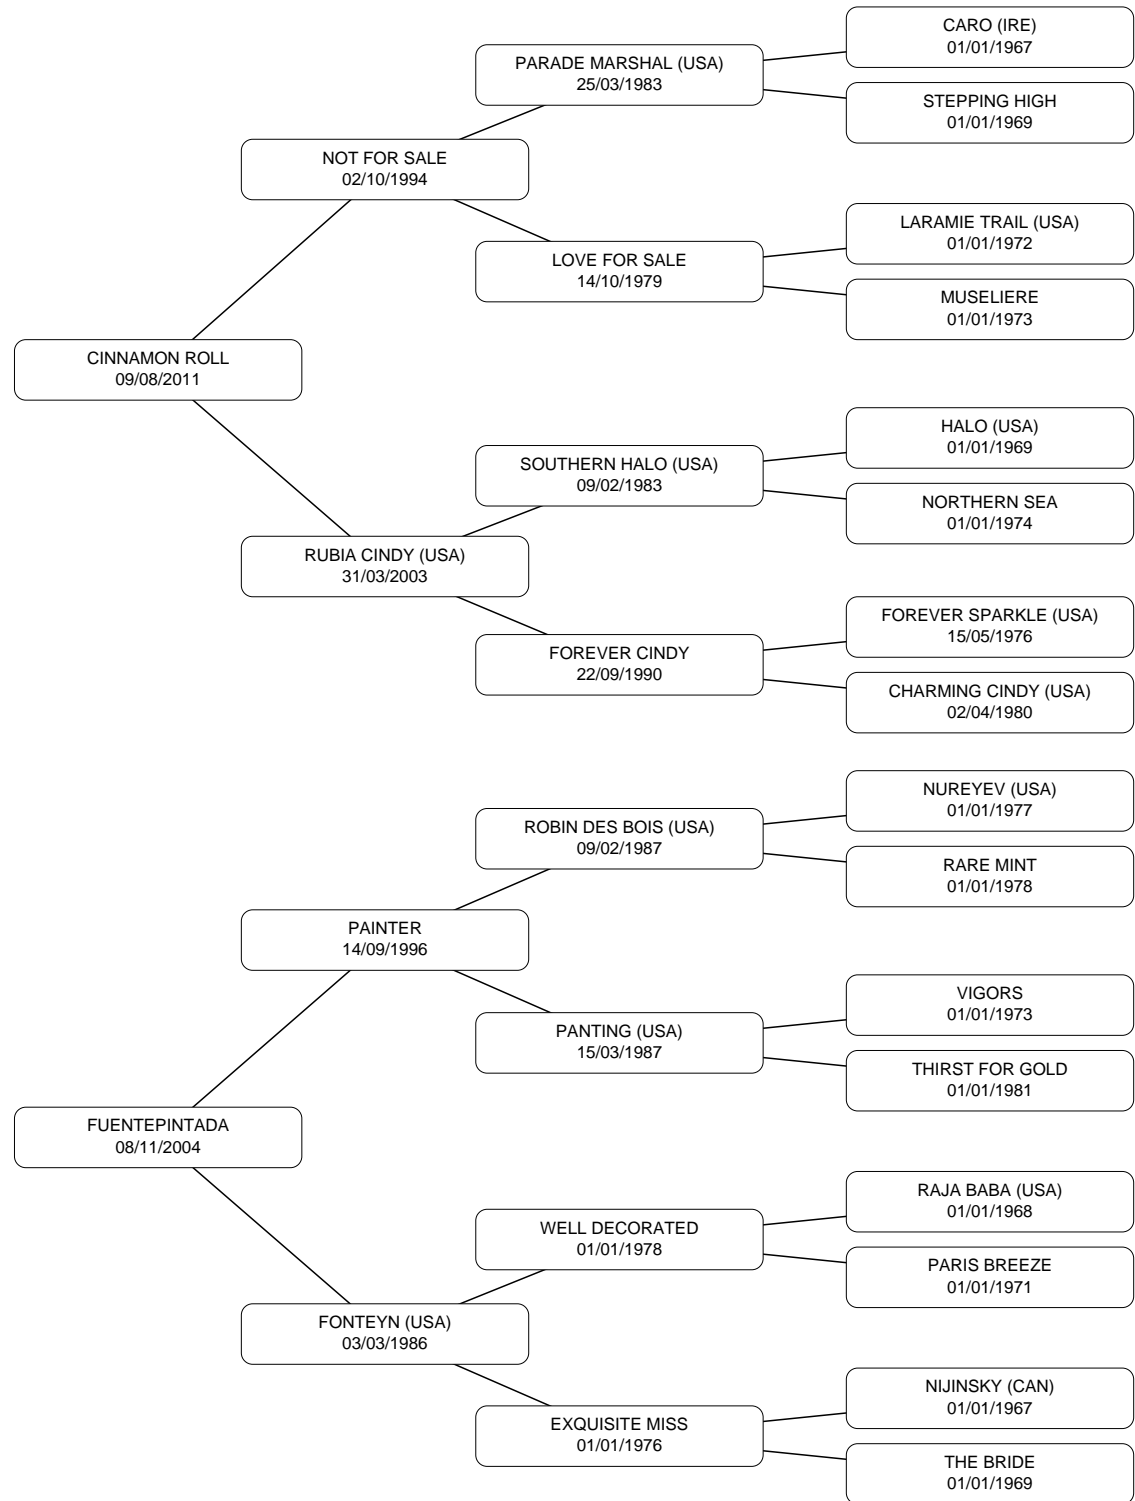 CARO (IRE)
01/01/1967
PARADE MARSHAL (USA)
25/03/1983
STEPPING HIGH
01/01/1969
NOT FOR SALE
02/10/1994
LARAMIE TRAIL (USA)
01/01/1972
LOVE FOR SALE
14/10/1979
MUSELIERE
01/01/1973
CINNAMON ROLL
09/08/2011
HALO (USA)
01/01/1969
SOUTHERN HALO (USA)
09/02/1983
NORTHERN SEA
01/01/1974
RUBIA CINDY (USA)
31/03/2003
FOREVER SPARKLE (USA)
15/05/1976
FOREVER CINDY
22/09/1990
CHARMING CINDY (USA)
02/04/1980
NUREYEV (USA)
01/01/1977
ROBIN DES BOIS (USA)
09/02/1987
RARE MINT
01/01/1978
PAINTER
14/09/1996
VIGORS
01/01/1973
PANTING (USA)
15/03/1987
THIRST FOR GOLD
01/01/1981
FUENTEPINTADA
08/11/2004
RAJA BABA (USA)
01/01/1968
WELL DECORATED
01/01/1978
PARIS BREEZE
01/01/1971
FONTEYN (USA)
03/03/1986
NIJINSKY (CAN)
01/01/1967
EXQUISITE MISS
01/01/1976
THE BRIDE
01/01/1969